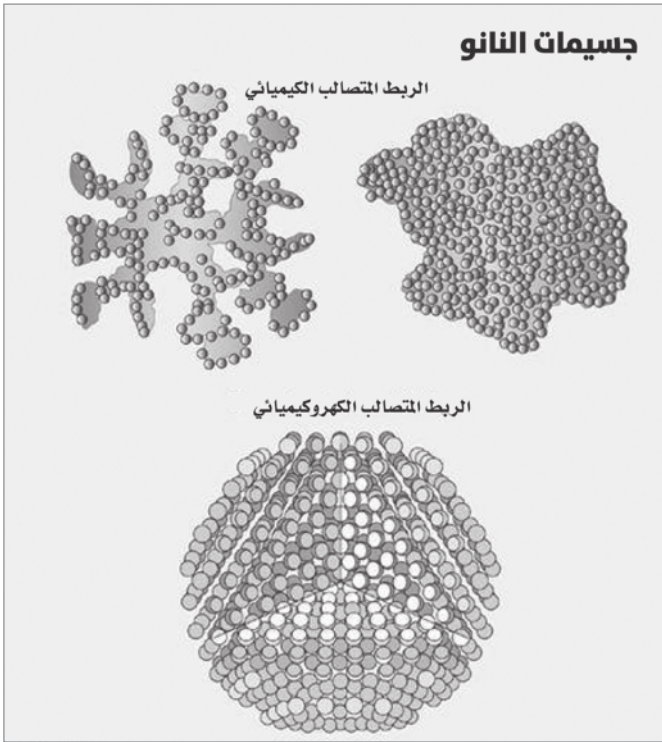 جسيمات النانو
الربط المتصالب الكيميائي
الربط المتصالب الكهروكيميائي